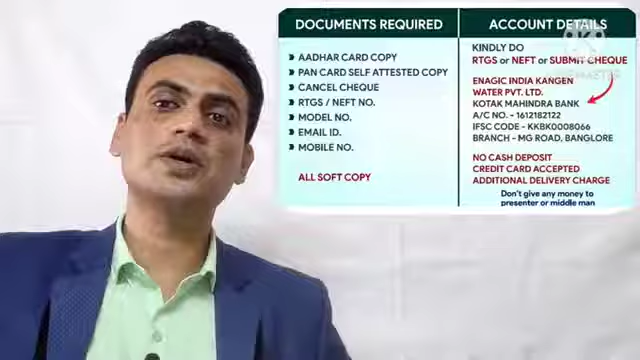 DOCUMENTS REQUIRED
» AADHAR CARD COPY
» PAN CARD SELF ATTESTED COPY
» CANCEL CHEQUE
» RTGS / NEFT NO.
» MODEL NO.
» EMAIL ID.
» MOBILE NO.
ALL SOFT COPY
ACCOUNT DETAILS
KINDLY DO
RTGS or NEFT or SUBMIT CHEQUE
ENAGIC INDIA KANGEN
WATER PVT. LTD.
KOTAK MAHINDRA BANK
A/C NO. - 1612182122
IFSC CODE - KKBK0008066
BRANCH - MG ROAD, BANGLORE
NO CASH DEPOSIT
CREDIT CARD ACCEPTED
ADDITIONAL DELIVERY CHARGE
Don't give any money to
presenter or middle man